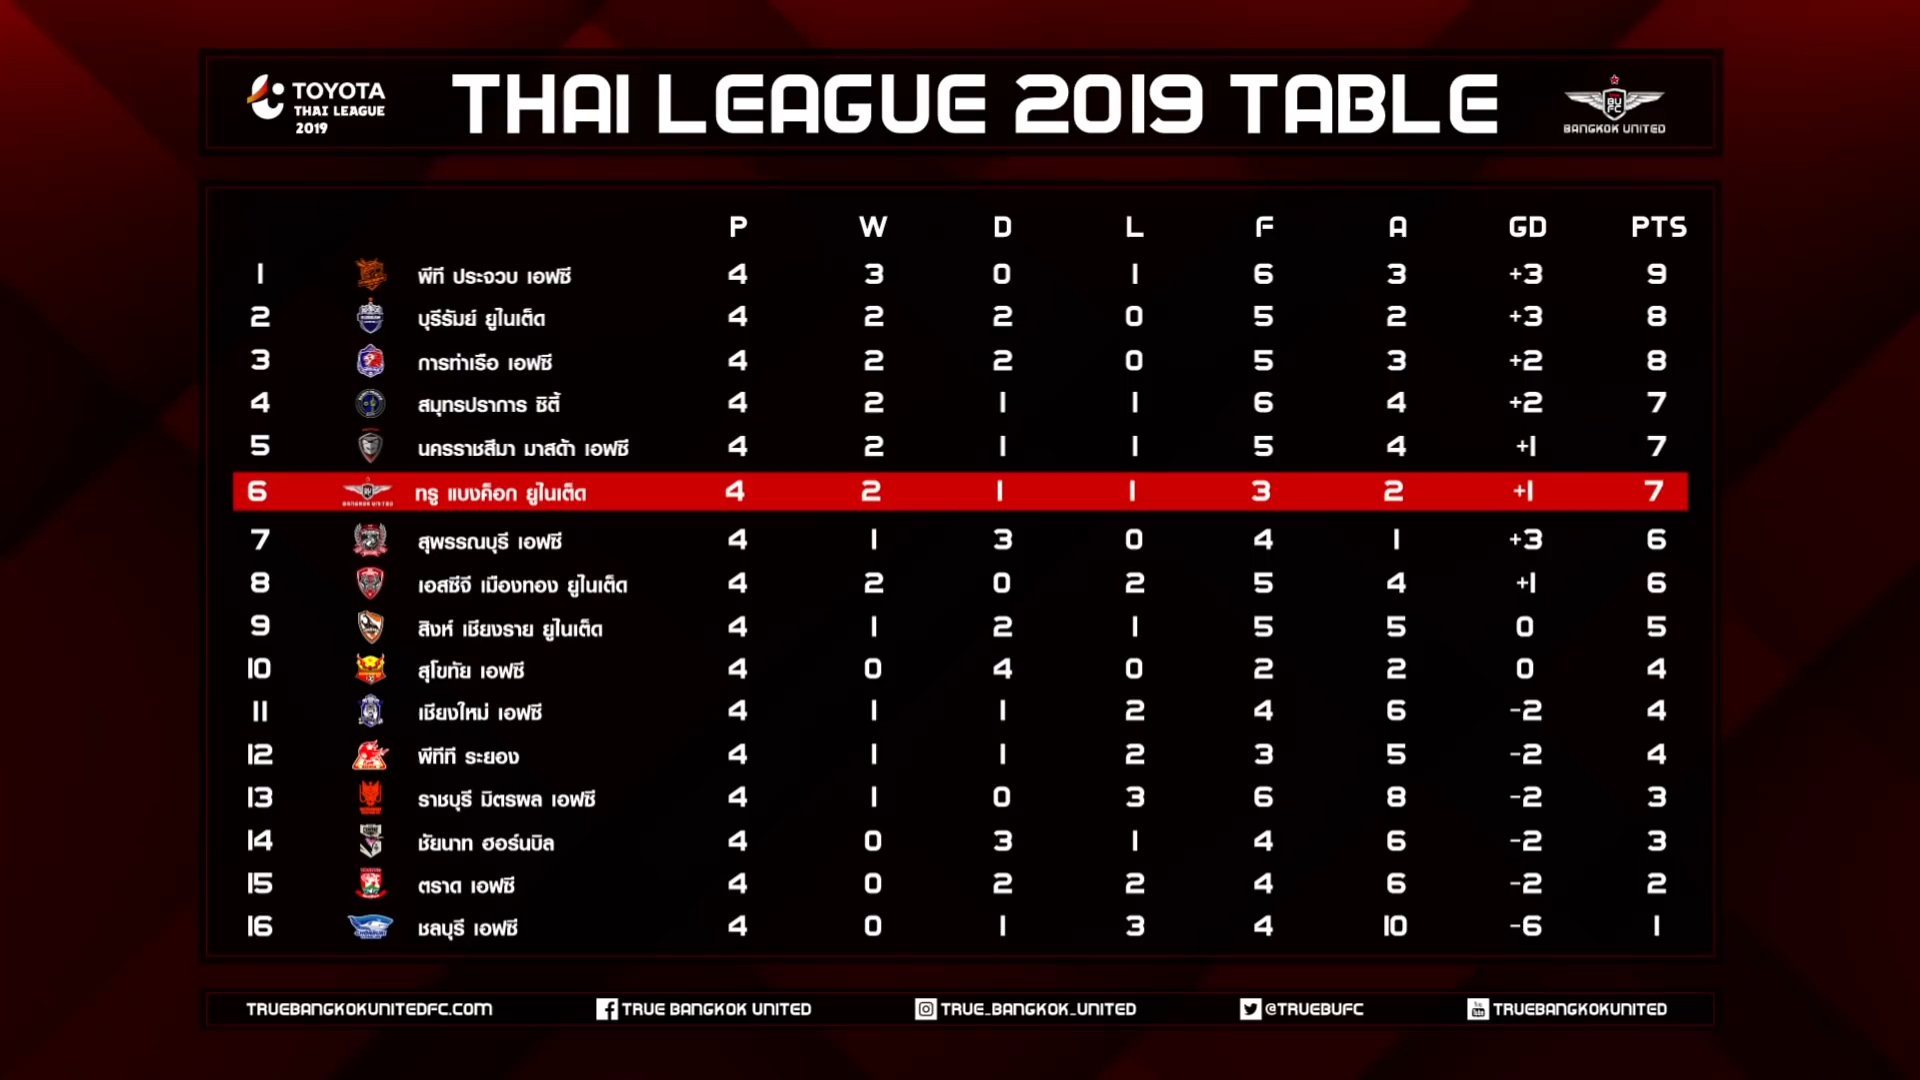 TOYOTA
THAI LEAGUE
2019
THAI LEAGUE 2019 TABLE
BUFC
BANGKOK UNITED
P W D L F A GD PTS
1 พีที ประจวบ เอฟซี 4 3 0 1 6 3 +3 9
2 บุรีรัมย์ ยูไนเต็ด 4 2 2 0 5 2 +3 8
3 การท่าเรือ เอฟซี 4 2 2 0 5 3 +2 8
4 สมุทรปราการ ซิตี้ 4 2 1 1 6 4 +2 7
5 นครราชสีมา มาสด้า เอฟซี 4 2 1 1 5 4 +1 7
6 BANGKOK UNITED ทรู แบงค็อก ยูไนเต็ด 4 2 1 1 3 2 +1 7
7 สุพรรณบุรี เอฟซี 4 1 3 0 4 1 +3 6
8 เอสซีจี เมืองทอง ยูไนเต็ด 4 2 0 2 5 4 +1 6
9 สิงห์ เชียงราย ยูไนเต็ด 4 1 2 1 5 5 0 5
10 สุโขทัย เอฟซี 4 0 4 0 2 2 0 4
11 เชียงใหม่ เอฟซี 4 1 1 2 4 6 -2 4
12 พีทีที ระยอง 4 1 1 2 3 5 -2 4
13 ราชบุรี มิตรผล เอฟซี 4 1 0 3 6 8 -2 3
14 ชัยนาท ฮอร์นบิล 4 0 3 1 4 6 -2 3
15 ตราด เอฟซี 4 0 2 2 4 6 -2 2
16 ชลบุรี เอฟซี 4 0 1 3 4 10 -6 1
TRUEBANGKOKUNITEDFC.COM TRUE BANGKOK UNITED TRUE_BANGKOK_UNITED @TRUEBUFC TRUEBANGKOKUNITED